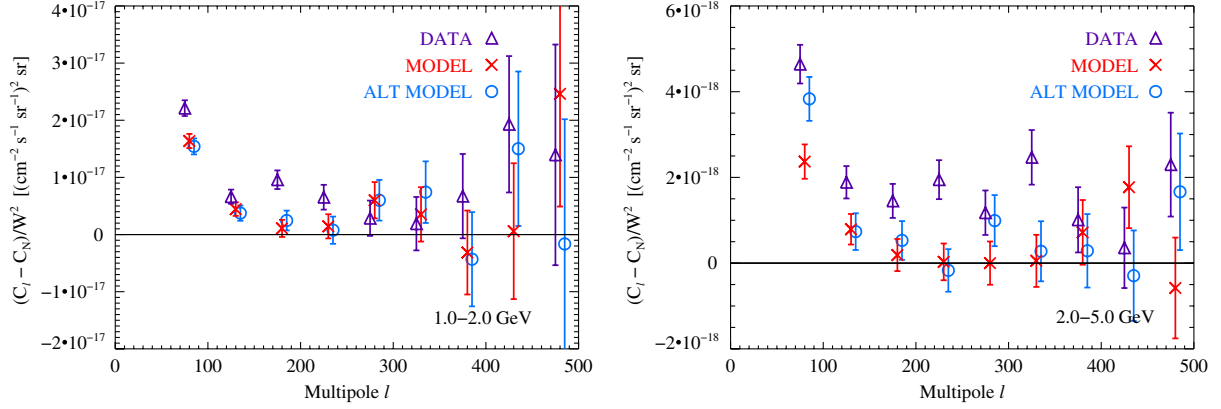 4•10⁻¹⁷
3•10⁻¹⁷
2•10⁻¹⁷
1•10⁻¹⁷
0
−1•10⁻¹⁷
−2•10⁻¹⁷
(C_l − C_N)/W² [(cm⁻² s⁻¹ sr⁻¹)² sr]
DATA
MODEL
ALT MODEL
1.0−2.0 GeV
0 100 200 300 400 500
Multipole l
6•10⁻¹⁸
4•10⁻¹⁸
2•10⁻¹⁸
0
−2•10⁻¹⁸
(C_l − C_N)/W² [(cm⁻² s⁻¹ sr⁻¹)² sr]
DATA
MODEL
ALT MODEL
2.0−5.0 GeV
0 100 200 300 400 500
Multipole l